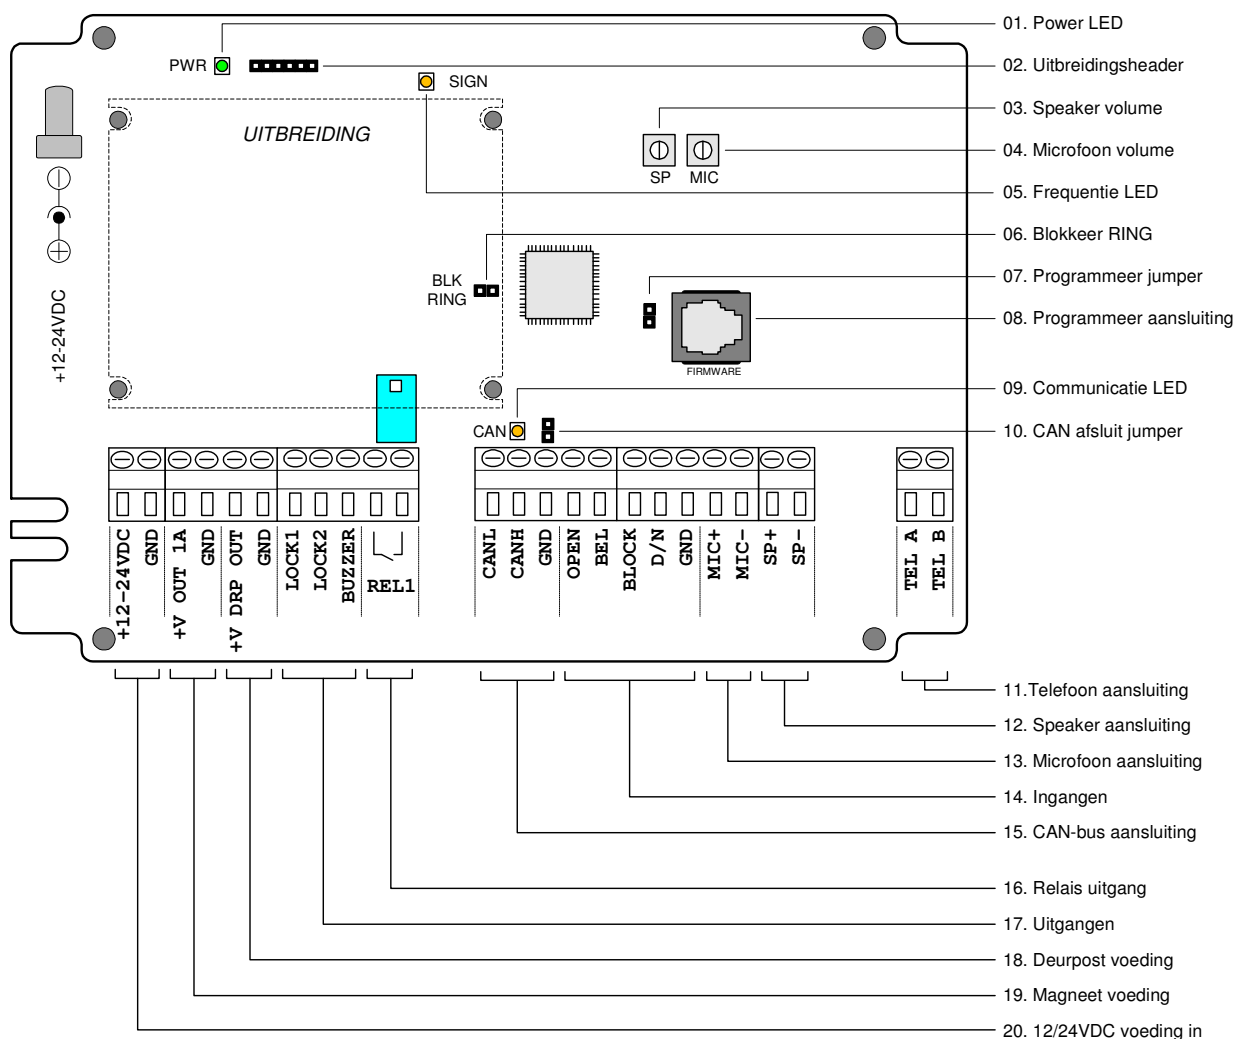 01. Power LED
PWR
02. Uitbreidingsheader
SIGN
03. Speaker volume
UITBREIDING
04. Microfoon volume
SP MIC
05. Frequentie LED
06. Blokkeer RING
BLK
RING
07. Programmeer jumper
+12-24VDC
08. Programmeer aansluiting
FIRMWARE
09. Communicatie LED
CAN
10. CAN afsluit jumper
+12-24VDC
GND
+V OUT 1A
GND
+V DRP OUT
GND
LOCK1
LOCK2
BUZZER
REL1
CANL
CANH
GND
OPEN
BEL
BLOCK
D/N
GND
MIC+
MIC-
SP+
SP-
TEL A
TEL B
11.Telefoon aansluiting
12. Speaker aansluiting
13. Microfoon aansluiting
14. Ingangen
15. CAN-bus aansluiting
16. Relais uitgang
17. Uitgangen
18. Deurpost voeding
19. Magneet voeding
20. 12/24VDC voeding in